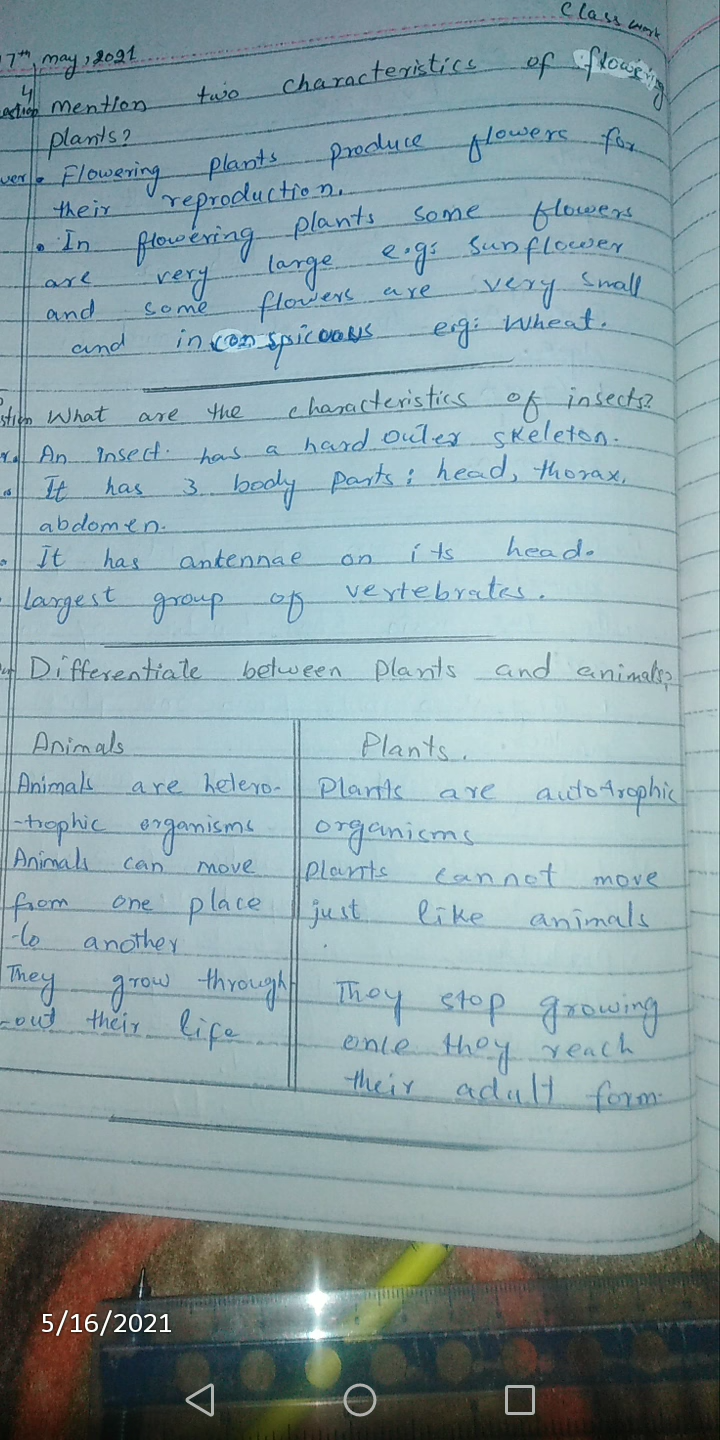 Class work
7th, may, 2021
4
mention two characteristics of flowering
plants?
• Flowering plants produce flowers for
their reproduction.
• In flowering plants some flowers
are very large e.g: sunflower
and some flowers are very small
and inconspicous e.g: wheat.
What are the characteristics of insects?
An insect has a hard outer skeleton.
It has 3 body parts: head, thorax,
abdomen.
It has antennae on its head.
largest group of vertebrates.
Differentiate between plants and animals?
Animals
Plants.
Animals are hetero-
-trophic organisms
Plants are autotrophic
organisms
Animals can move
from one place
to another
plants cannot move
just like animals
They grow through
-out their life
They stop growing
once they reach
their adult form.
5/16/2021